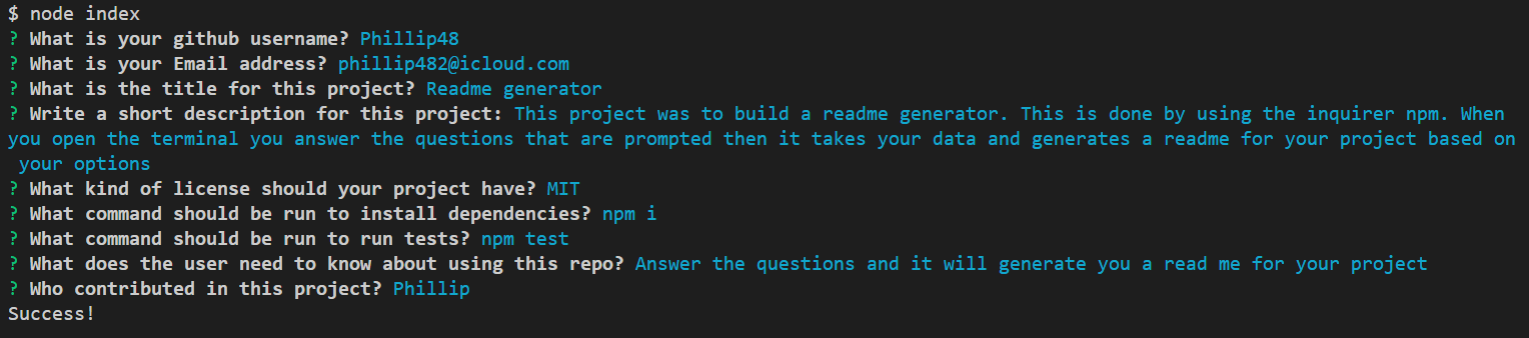 $ node index
? What is your github username? Phillip48
? What is your Email address? phillip482@icloud.com
? What is the title for this project? Readme generator
? Write a short description for this project: This project was to build a readme generator. This is done by using the inquirer npm. When
you open the terminal you answer the questions that are prompted then it takes your data and generates a readme for your project based on
your options
? What kind of license should your project have? MIT
? What command should be run to install dependencies? npm i
? What command should be run to run tests? npm test
? What does the user need to know about using this repo? Answer the questions and it will generate you a read me for your project
? Who contributed in this project? Phillip
Success!